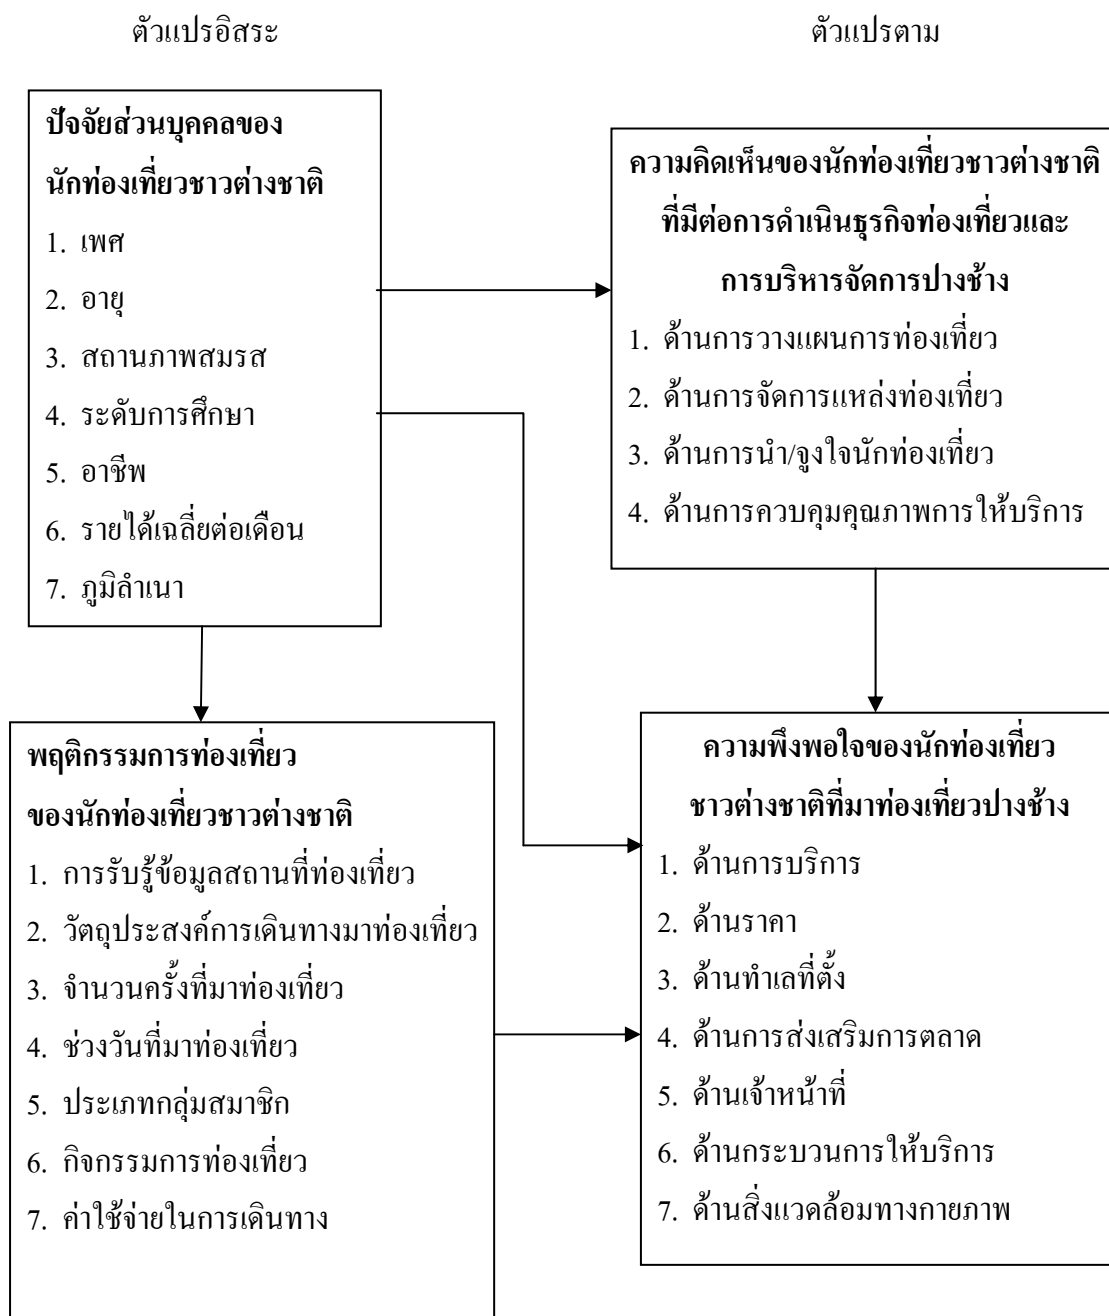 ตัวแปรอิสระ
ตัวแปรตาม
ปัจจัยส่วนบุคคลของ
นักท่องเที่ยวชาวต่างชาติ
1. เพศ
2. อายุ
3. สถานภาพสมรส
4. ระดับการศึกษา
5. อาชีพ
6. รายได้เฉลี่ยต่อเดือน
7. ภูมิลำเนา
ความคิดเห็นของนักท่องเที่ยวชาวต่างชาติ
ที่มีต่อการดำเนินธุรกิจท่องเที่ยวและ
การบริหารจัดการปางช้าง
1. ด้านการวางแผนการท่องเที่ยว
2. ด้านการจัดการแหล่งท่องเที่ยว
3. ด้านการนำ/จูงใจนักท่องเที่ยว
4. ด้านการควบคุมคุณภาพการให้บริการ
พฤติกรรมการท่องเที่ยว
ของนักท่องเที่ยวชาวต่างชาติ
1. การรับรู้ข้อมูลสถานที่ท่องเที่ยว
2. วัตถุประสงค์การเดินทางมาท่องเที่ยว
3. จำนวนครั้งที่มาท่องเที่ยว
4. ช่วงวันที่มาท่องเที่ยว
5. ประเภทกลุ่มสมาชิก
6. กิจกรรมการท่องเที่ยว
7. ค่าใช้จ่ายในการเดินทาง
ความพึงพอใจของนักท่องเที่ยว
ชาวต่างชาติที่มาท่องเที่ยวปางช้าง
1. ด้านการบริการ
2. ด้านราคา
3. ด้านทำเลที่ตั้ง
4. ด้านการส่งเสริมการตลาด
5. ด้านเจ้าหน้าที่
6. ด้านกระบวนการให้บริการ
7. ด้านสิ่งแวดล้อมทางกายภาพ